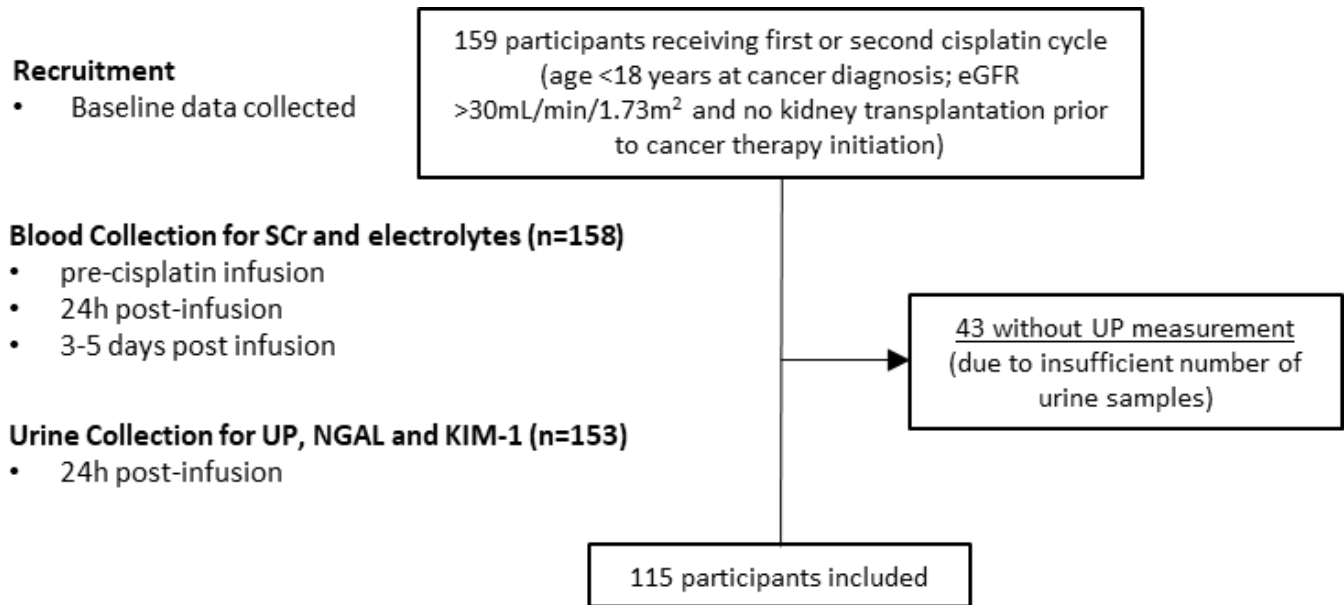 159 participants receiving first or second cisplatin cycle
(age <18 years at cancer diagnosis; eGFR
>30mL/min/1.73m² and no kidney transplantation prior
to cancer therapy initiation)
Recruitment
• Baseline data collected
Blood Collection for SCr and electrolytes (n=158)
• pre-cisplatin infusion
• 24h post-infusion
• 3-5 days post infusion
43 without UP measurement
(due to insufficient number of
urine samples)
Urine Collection for UP, NGAL and KIM-1 (n=153)
• 24h post-infusion
115 participants included